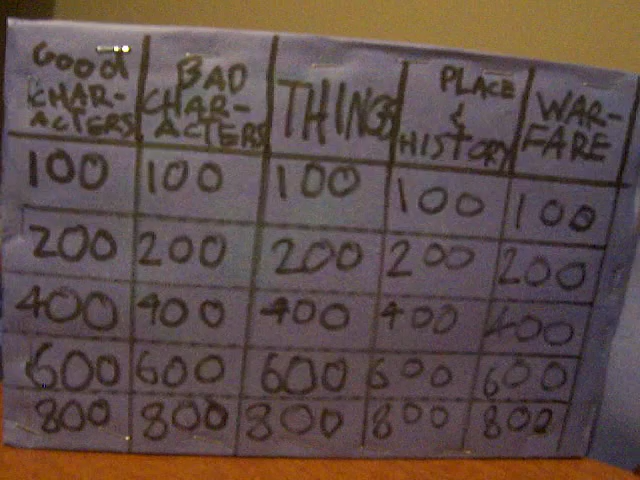 GOOD CHAR- ACTERS BAD CHAR- ACTERS THINGS PLACE & HISTORY WAR- FARE
100 100 100 100 100
200 200 200 200 200
400 400 400 400 400
600 600 600 600 600
800 800 800 800 800